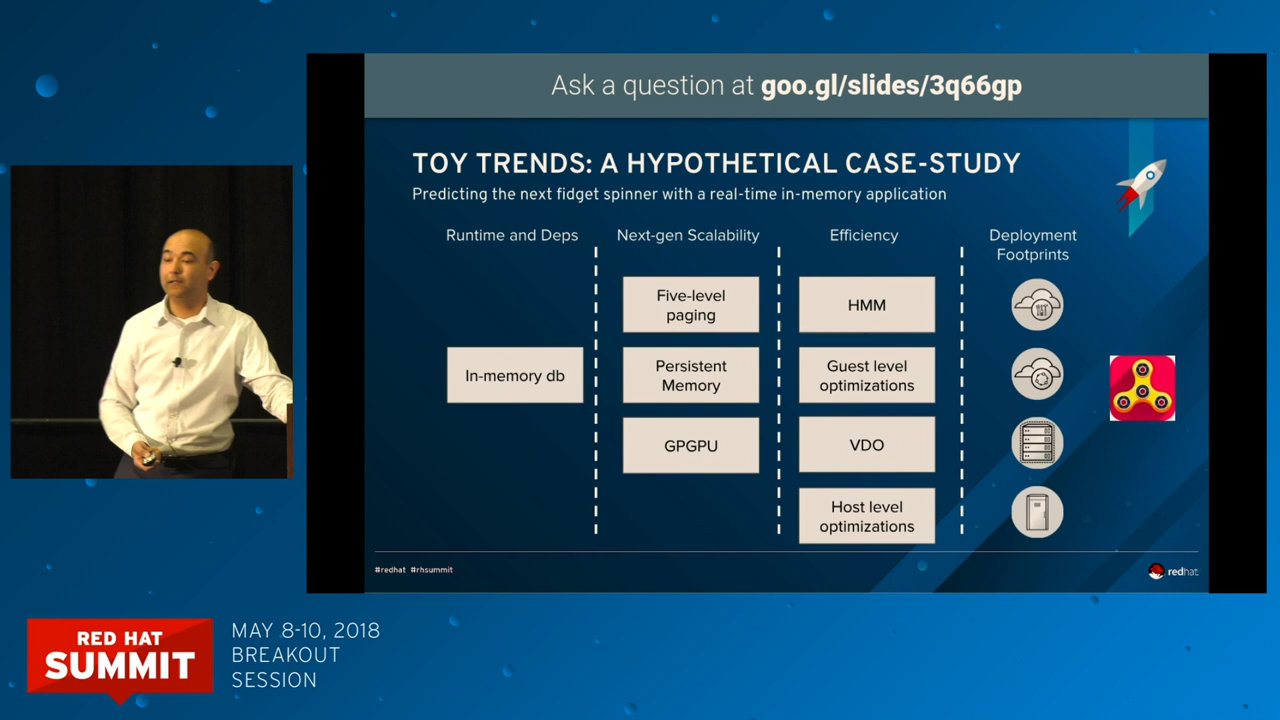 Ask a question at goo.gl/slides/3q66gp
TOY TRENDS: A HYPOTHETICAL CASE-STUDY
Predicting the next fidget spinner with a real-time in-memory application
Runtime and Deps
In-memory db
Next-gen Scalability
Five-level
paging
Persistent
Memory
GPGPU
Efficiency
HMM
Guest level
optimizations
VDO
Host level
optimizations
Deployment
Footprints
#redhat #rhsummit
redhat
RED HAT
SUMMIT
MAY 8-10, 2018
BREAKOUT
SESSION